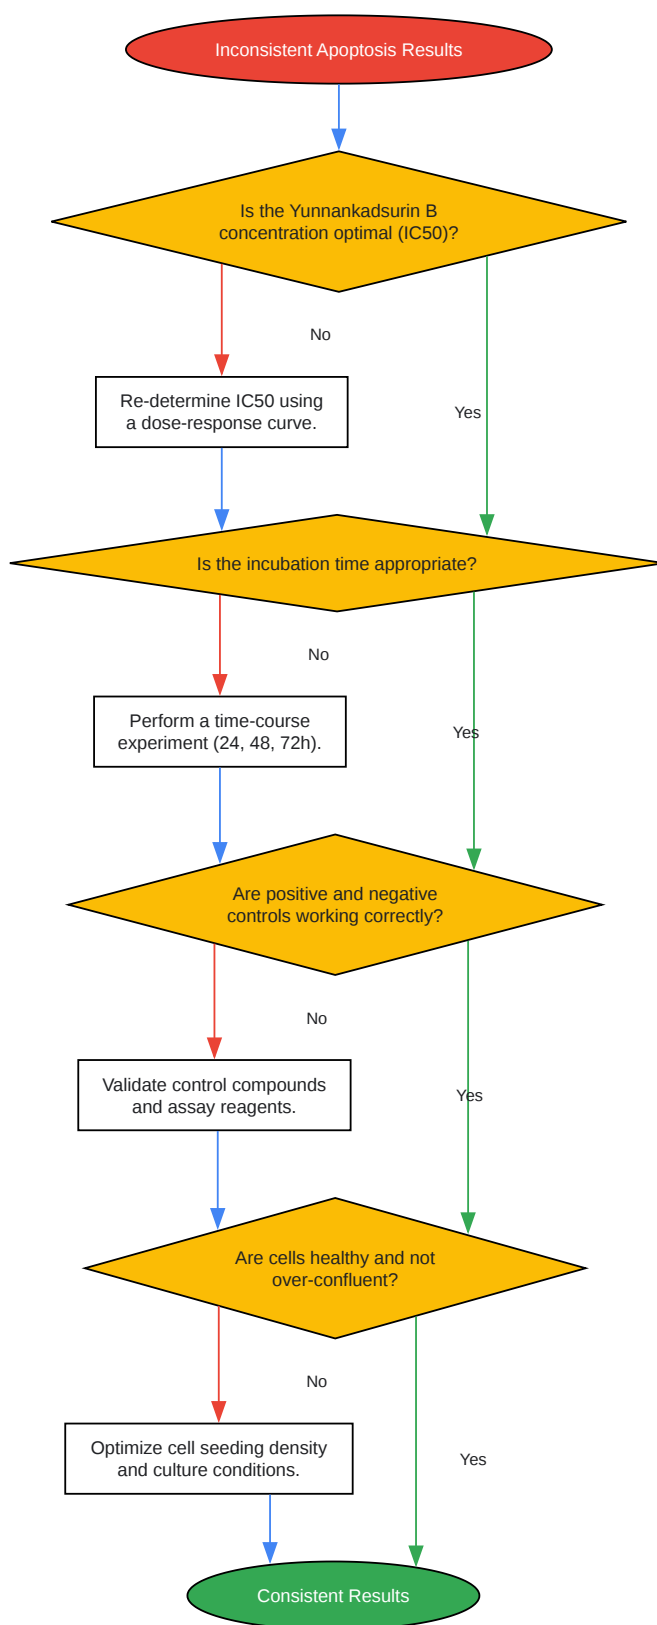 Inconsistent Apoptosis Results
Is the Yunnankadsurin B
concentration optimal (IC50)?
No
Re-determine IC50 using
a dose-response curve.
Yes
Is the incubation time appropriate?
No
Perform a time-course
experiment (24, 48, 72h).
Yes
Are positive and negative
controls working correctly?
No
Validate control compounds
and assay reagents.
Yes
Are cells healthy and not
over-confluent?
No
Optimize cell seeding density
and culture conditions.
Yes
Consistent Results